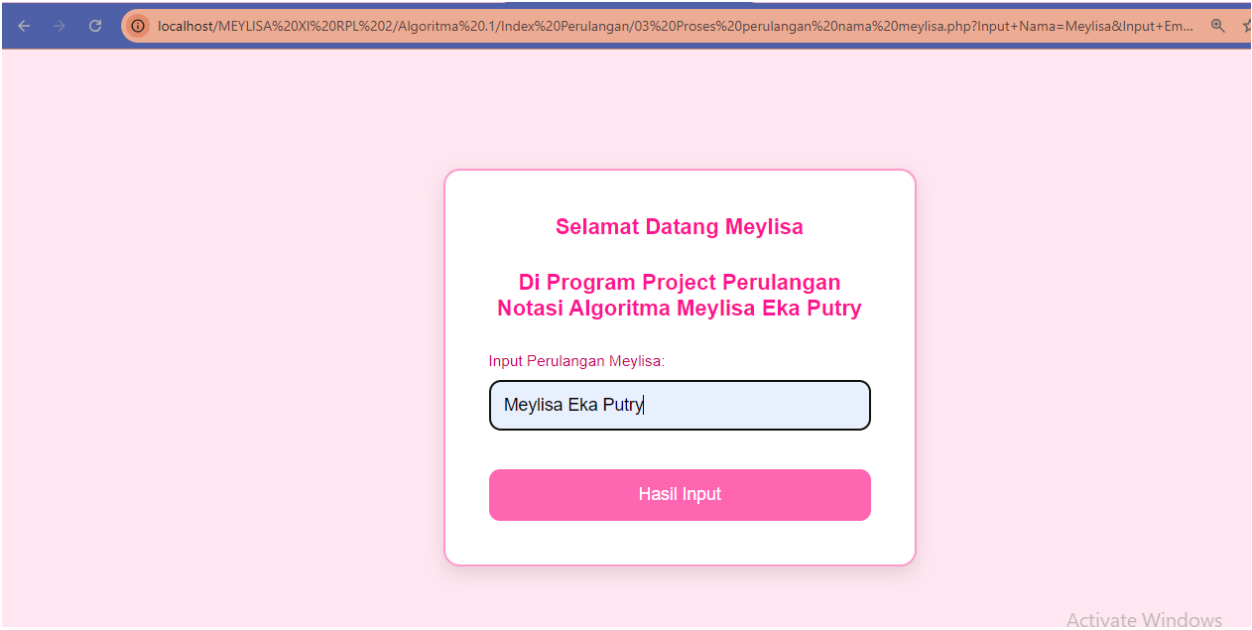 localhost/MEYLISA%20XI%20RPL%202/Algoritma%20.1/Index%20Perulangan/03%20Proses%20perulangan%20nama%20meylisa.php?Input+Nama=Meylisa&Input+Em...
Selamat Datang Meylisa
Di Program Project Perulangan
Notasi Algoritma Meylisa Eka Putry
Input Perulangan Meylisa:
Meylisa Eka Putry
Hasil Input
Activate Windows